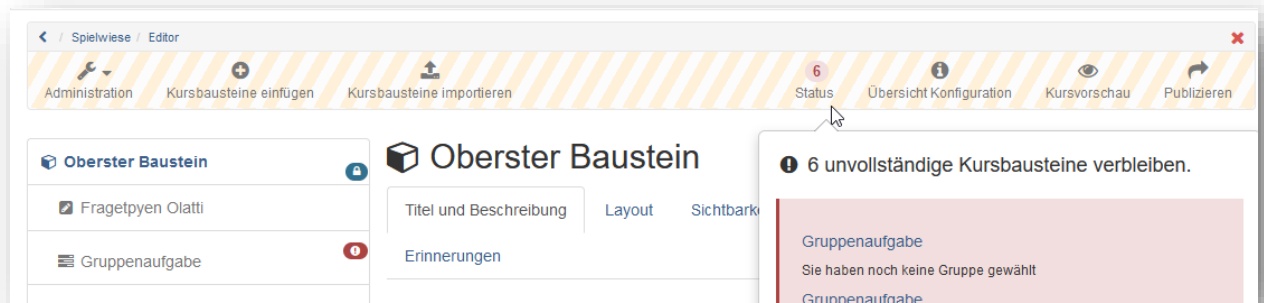 / Spielwiese / Editor
6
Administration Kursbausteine einfügen Kursbausteine importieren Status Übersicht Konfiguration Kursvorschau Publizieren
Oberster Baustein
Fragetpyen Olatti
Gruppenaufgabe
Oberster Baustein
Titel und Beschreibung Layout Sichtbark
Erinnerungen
6 unvollständige Kursbausteine verbleiben.
Gruppenaufgabe
Sie haben noch keine Gruppe gewählt
Gruppenaufgabe